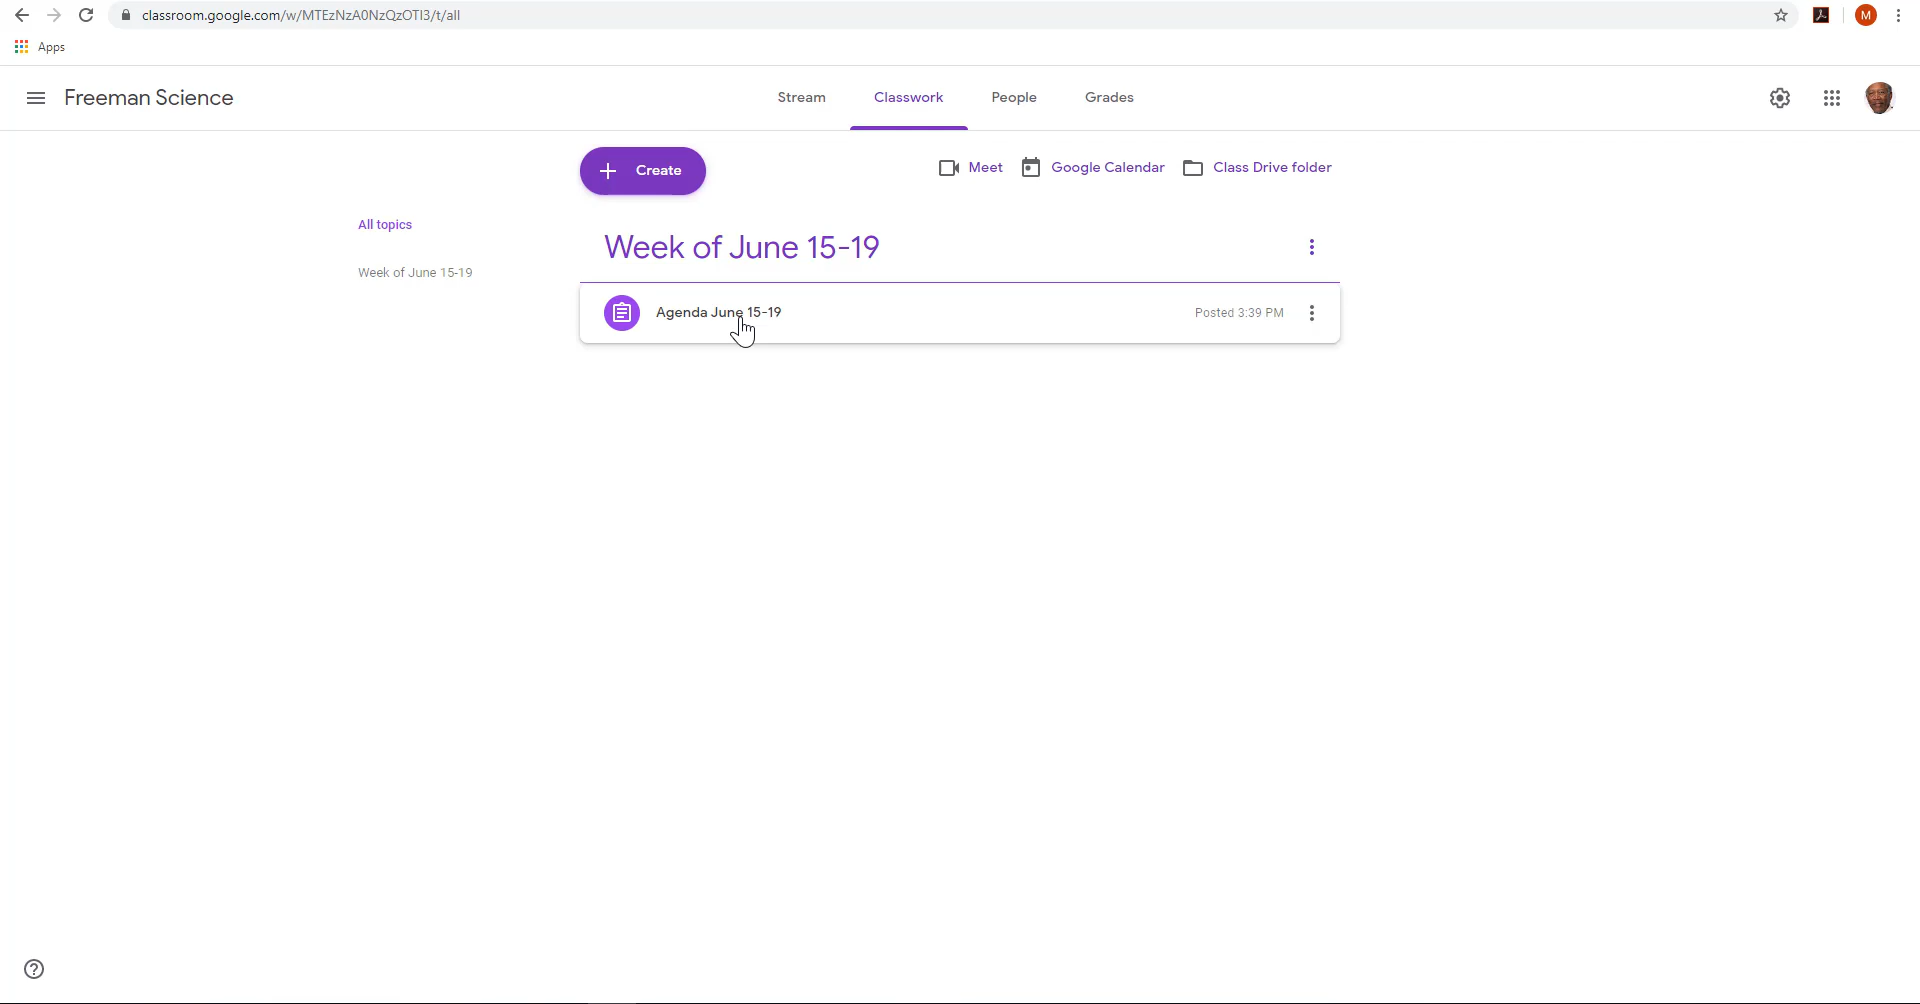 classroom.google.com/w/MTEzNzA0NzQzOTI3/t/all
M
Apps
Freeman Science
Stream
Classwork
People
Grades
Create
Meet
Google Calendar
Class Drive folder
All topics
Week of June 15-19
Week of June 15-19
Agenda June 15-19
Posted 3:39 PM